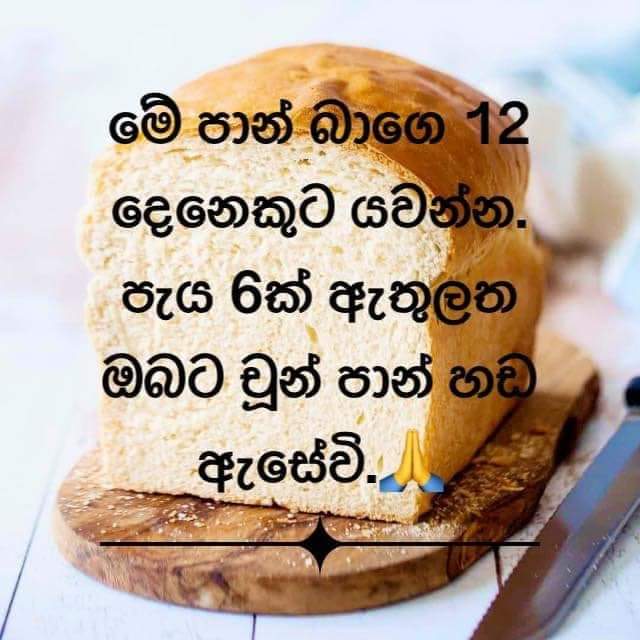 මේ පාන් බාගෙ 12
දෙනෙකුට යවන්න.
පැය 6ක් ඇතුලත
ඔබට චූන් පාන් හඩ
ඇසේවි.🙏